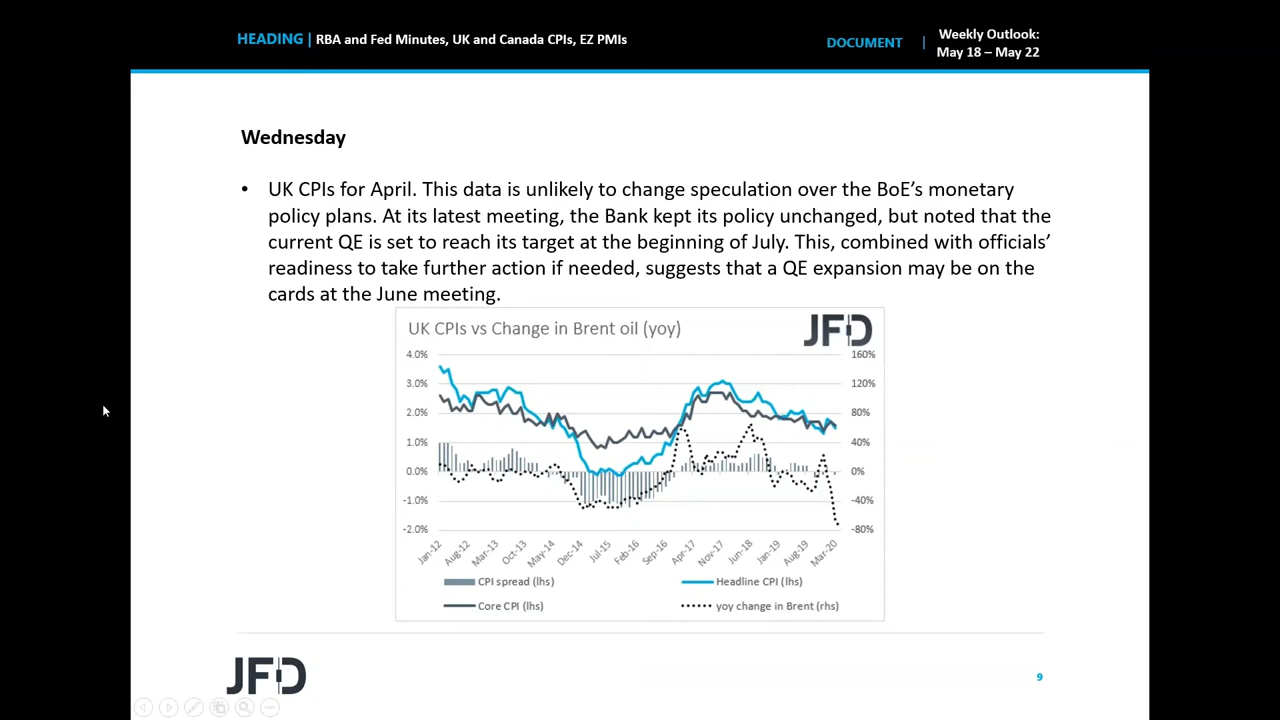 HEADING | RBA and Fed Minutes, UK and Canada CPIs, EZ PMIs
DOCUMENT | Weekly Outlook:
May 18 – May 22
Wednesday
• UK CPIs for April. This data is unlikely to change speculation over the BoE's monetary
policy plans. At its latest meeting, the Bank kept its policy unchanged, but noted that the
current QE is set to reach its target at the beginning of July. This, combined with officials'
readiness to take further action if needed, suggests that a QE expansion may be on the
cards at the June meeting.
UK CPIs vs Change in Brent oil (yoy)
JFD
4.0% 160%
3.0% 120%
2.0% 80%
1.0% 40%
0.0% 0%
-1.0% -40%
-2.0% -80%
Jan-12 Aug-12 Mar-13 Oct-13 May-14 Dec-14 Jul-15 Feb-16 Sep-16 Apr-17 Nov-17 Jun-18 Jan-19 Aug-19 Mar-20
CPI spread (lhs) Headline CPI (lhs)
Core CPI (lhs) yoy change in Brent (rhs)
JFD
9